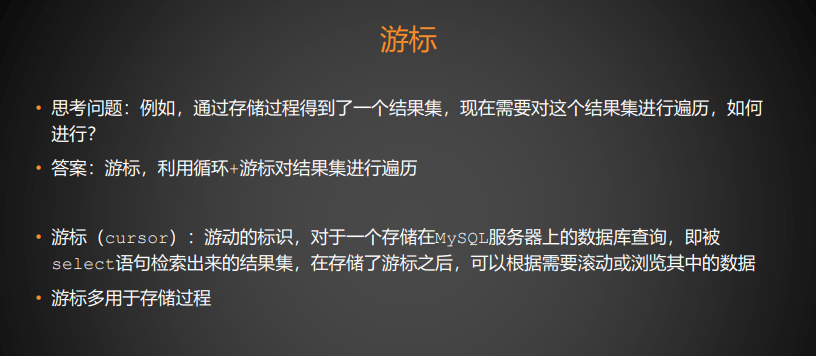 游标
• 思考问题：例如，通过存储过程得到了一个结果集，现在需要对这个结果集进行遍历，如何
进行？
• 答案：游标，利用循环+游标对结果集进行遍历
• 游标（cursor）：游动的标识，对于一个存储在MySQL服务器上的数据库查询，即被
select语句检索出来的结果集，在存储了游标之后，可以根据需要滚动或浏览其中的数据
• 游标多用于存储过程